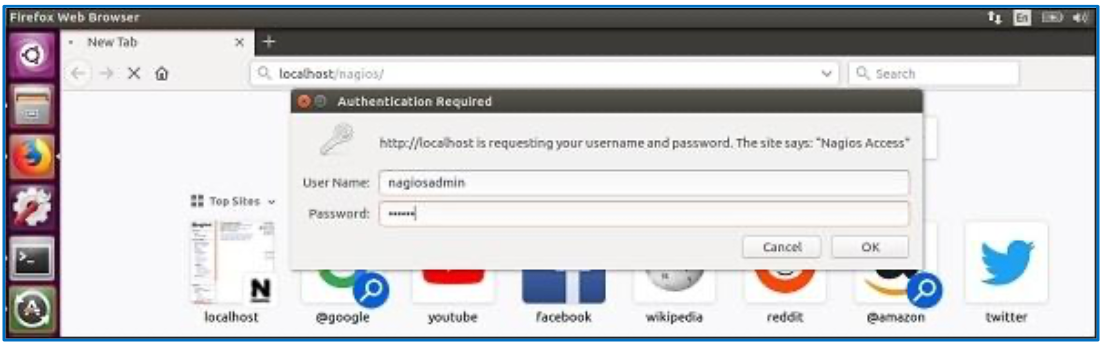 Firefox Web Browser
En
New Tab
localhost/nagios/
Search
Authentication Required
http://localhost is requesting your username and password. The site says: "Nagios Access"
User Name: nagiosadmin
Password: ••••••
Cancel OK
Top Sites
N
localhost @google youtube facebook wikipedia reddit @amazon twitter